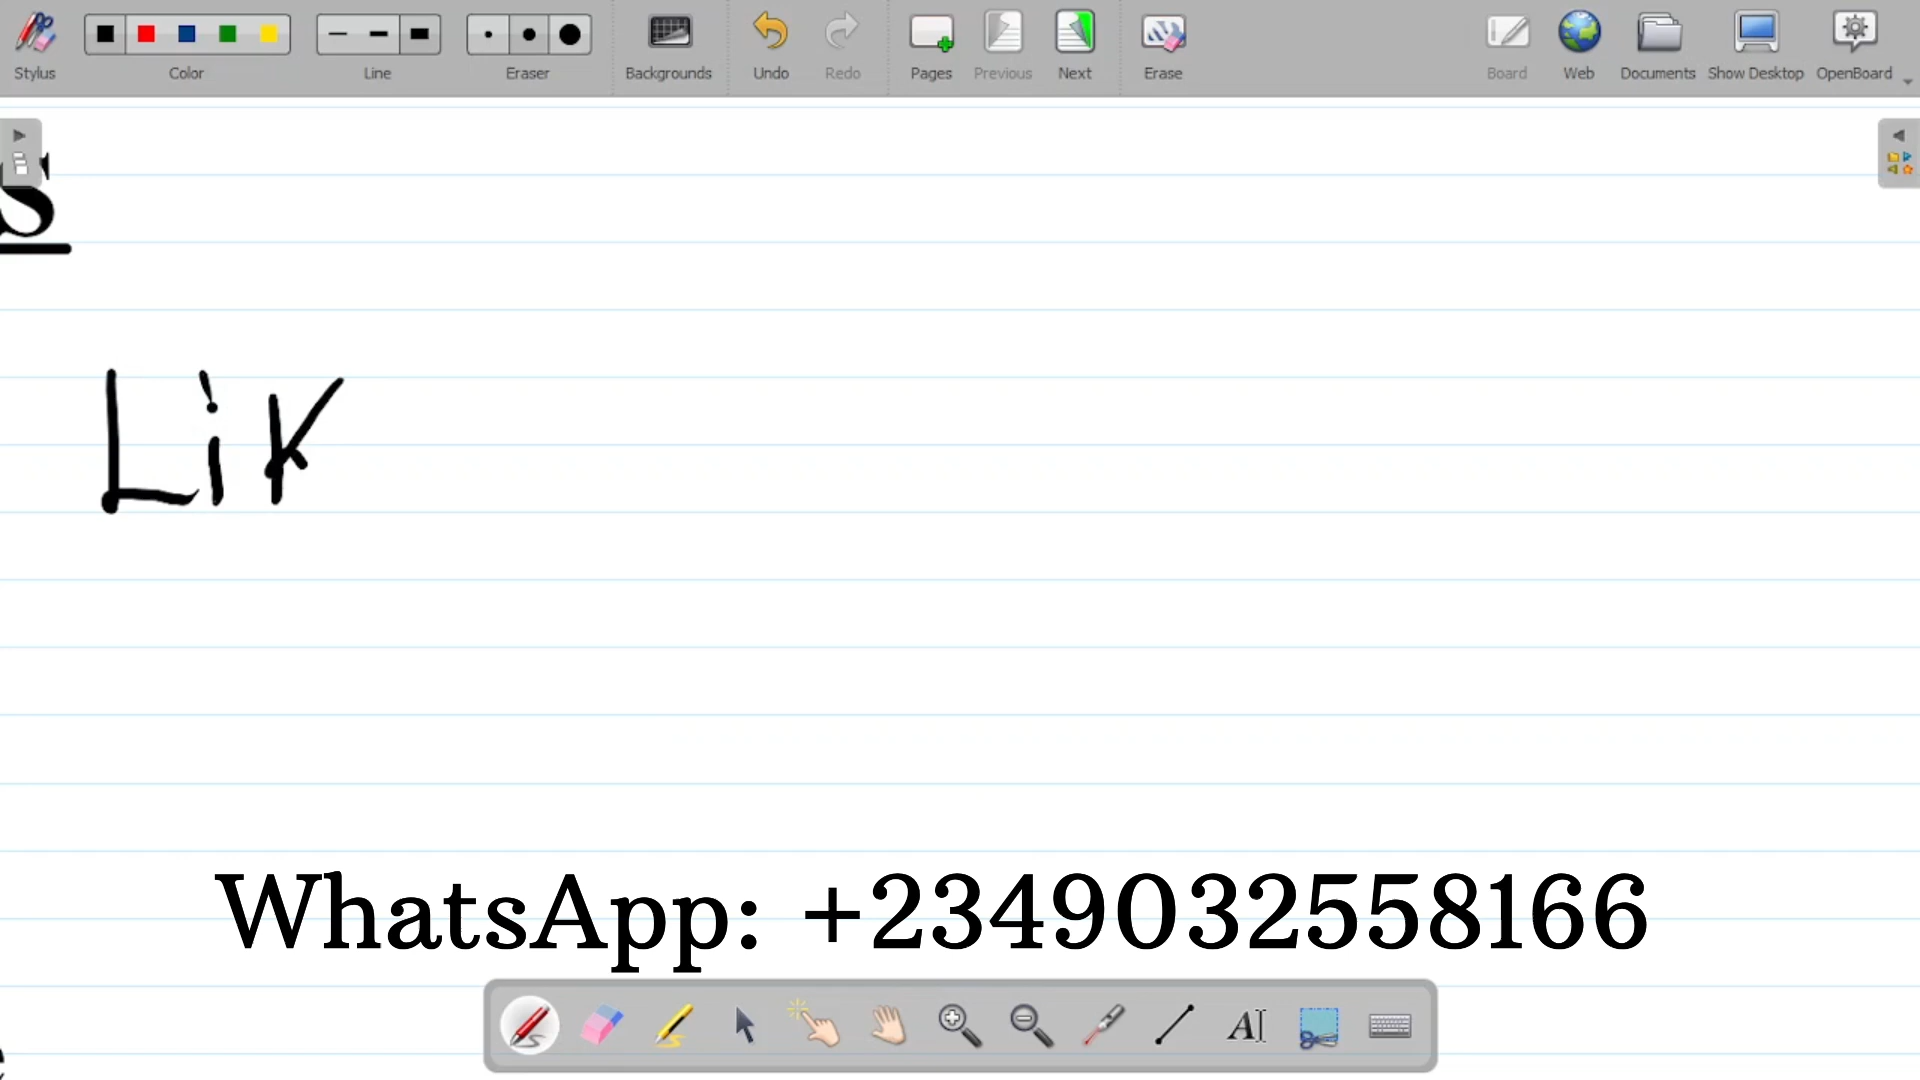 Stylus Color Line Eraser Backgrounds Undo Redo Pages Previous Next Erase Board Web Documents Show Desktop OpenBoard
s
Lik
WhatsApp: +2349032558166